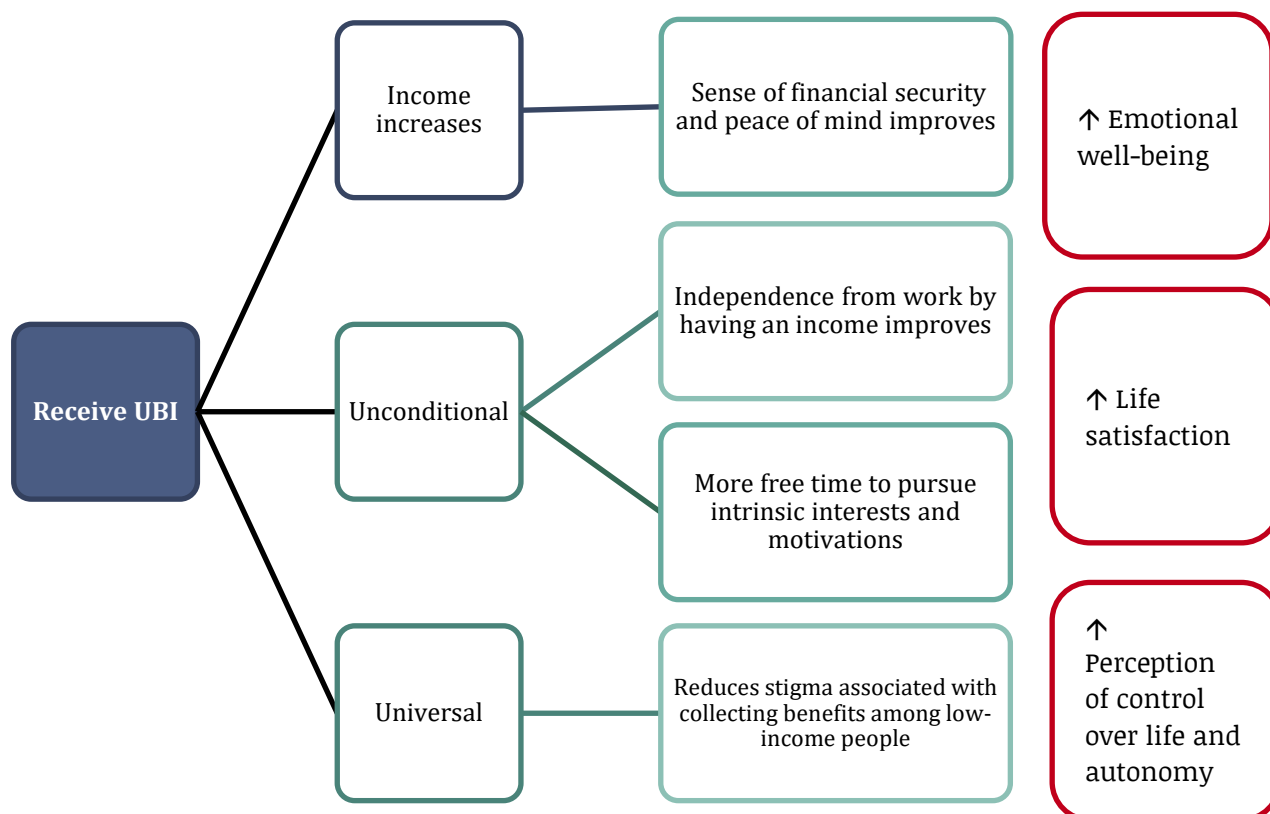 Receive UBI
Income
increases
Unconditional
Universal
Sense of financial security
and peace of mind improves
Independence from work by
having an income improves
More free time to pursue
intrinsic interests and
motivations
Reduces stigma associated with
collecting benefits among low-
income people
↑ Emotional
well-being
↑ Life
satisfaction
↑
Perception
of control
over life and
autonomy